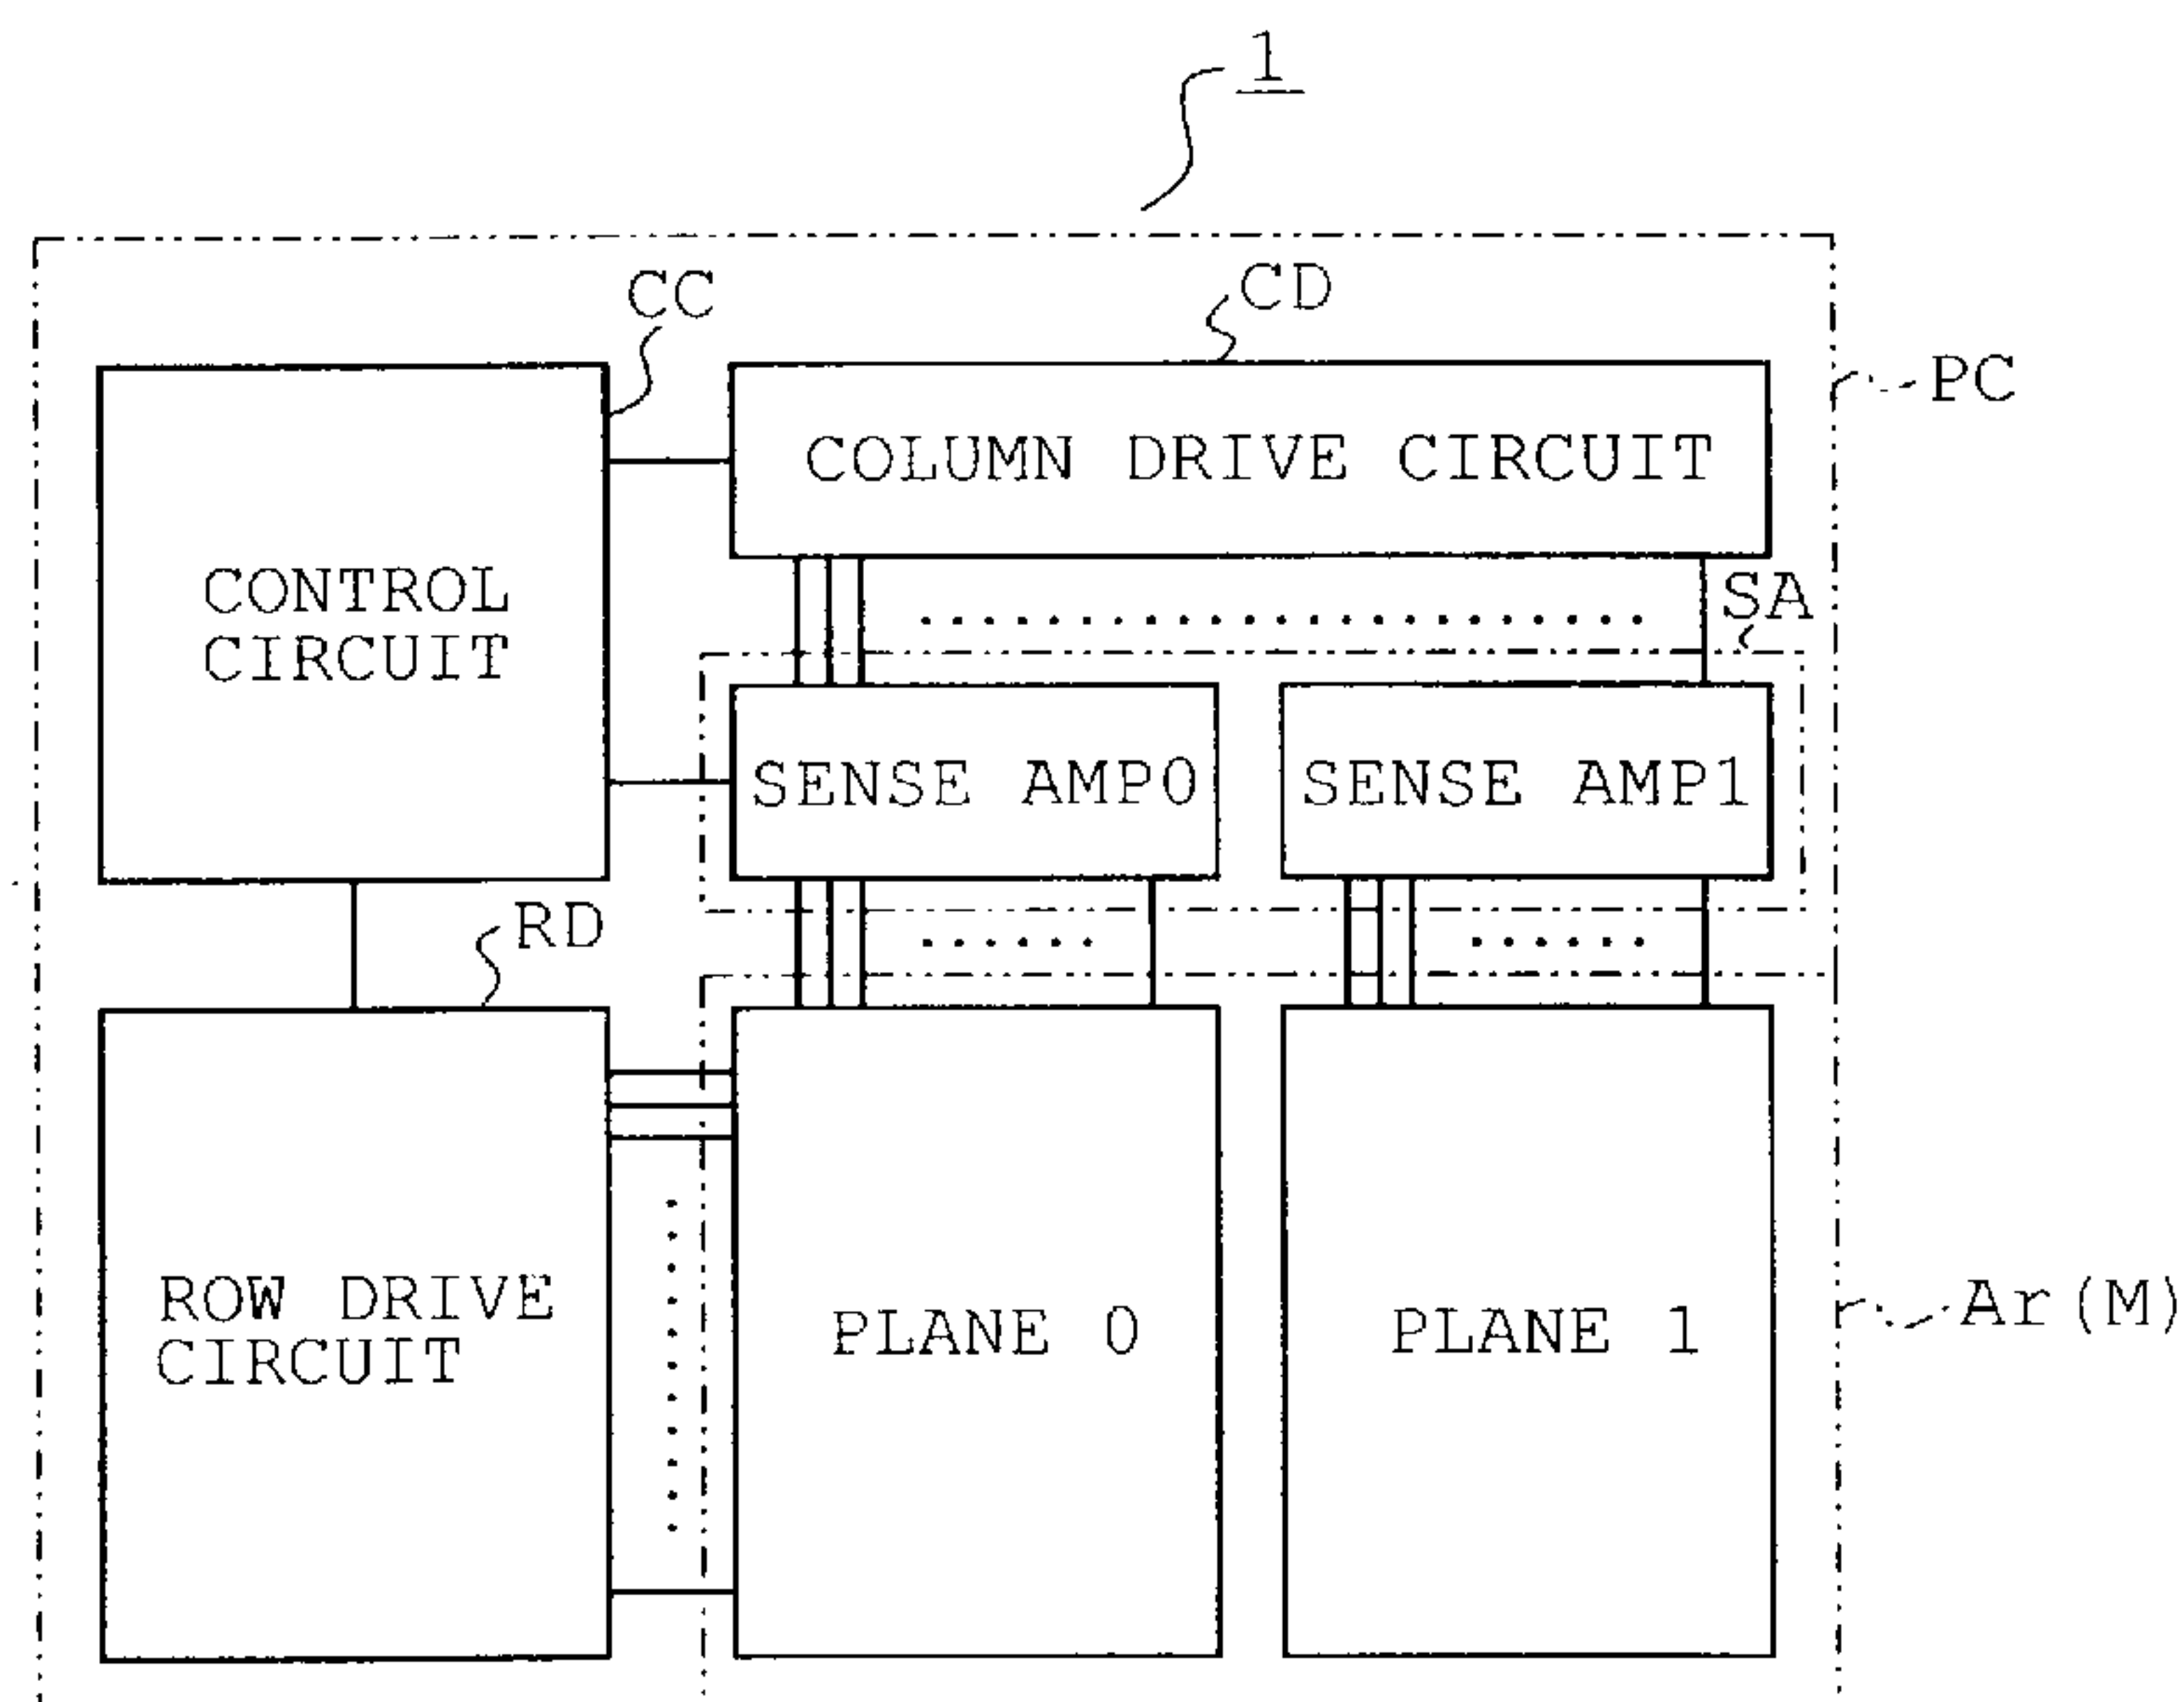 1
CC
CD
PC
COLUMN DRIVE CIRCUIT
CONTROL
CIRCUIT
SA
SENSE AMP0
SENSE AMP1
RD
ROW DRIVE
CIRCUIT
PLANE 0
PLANE 1
Ar(M)